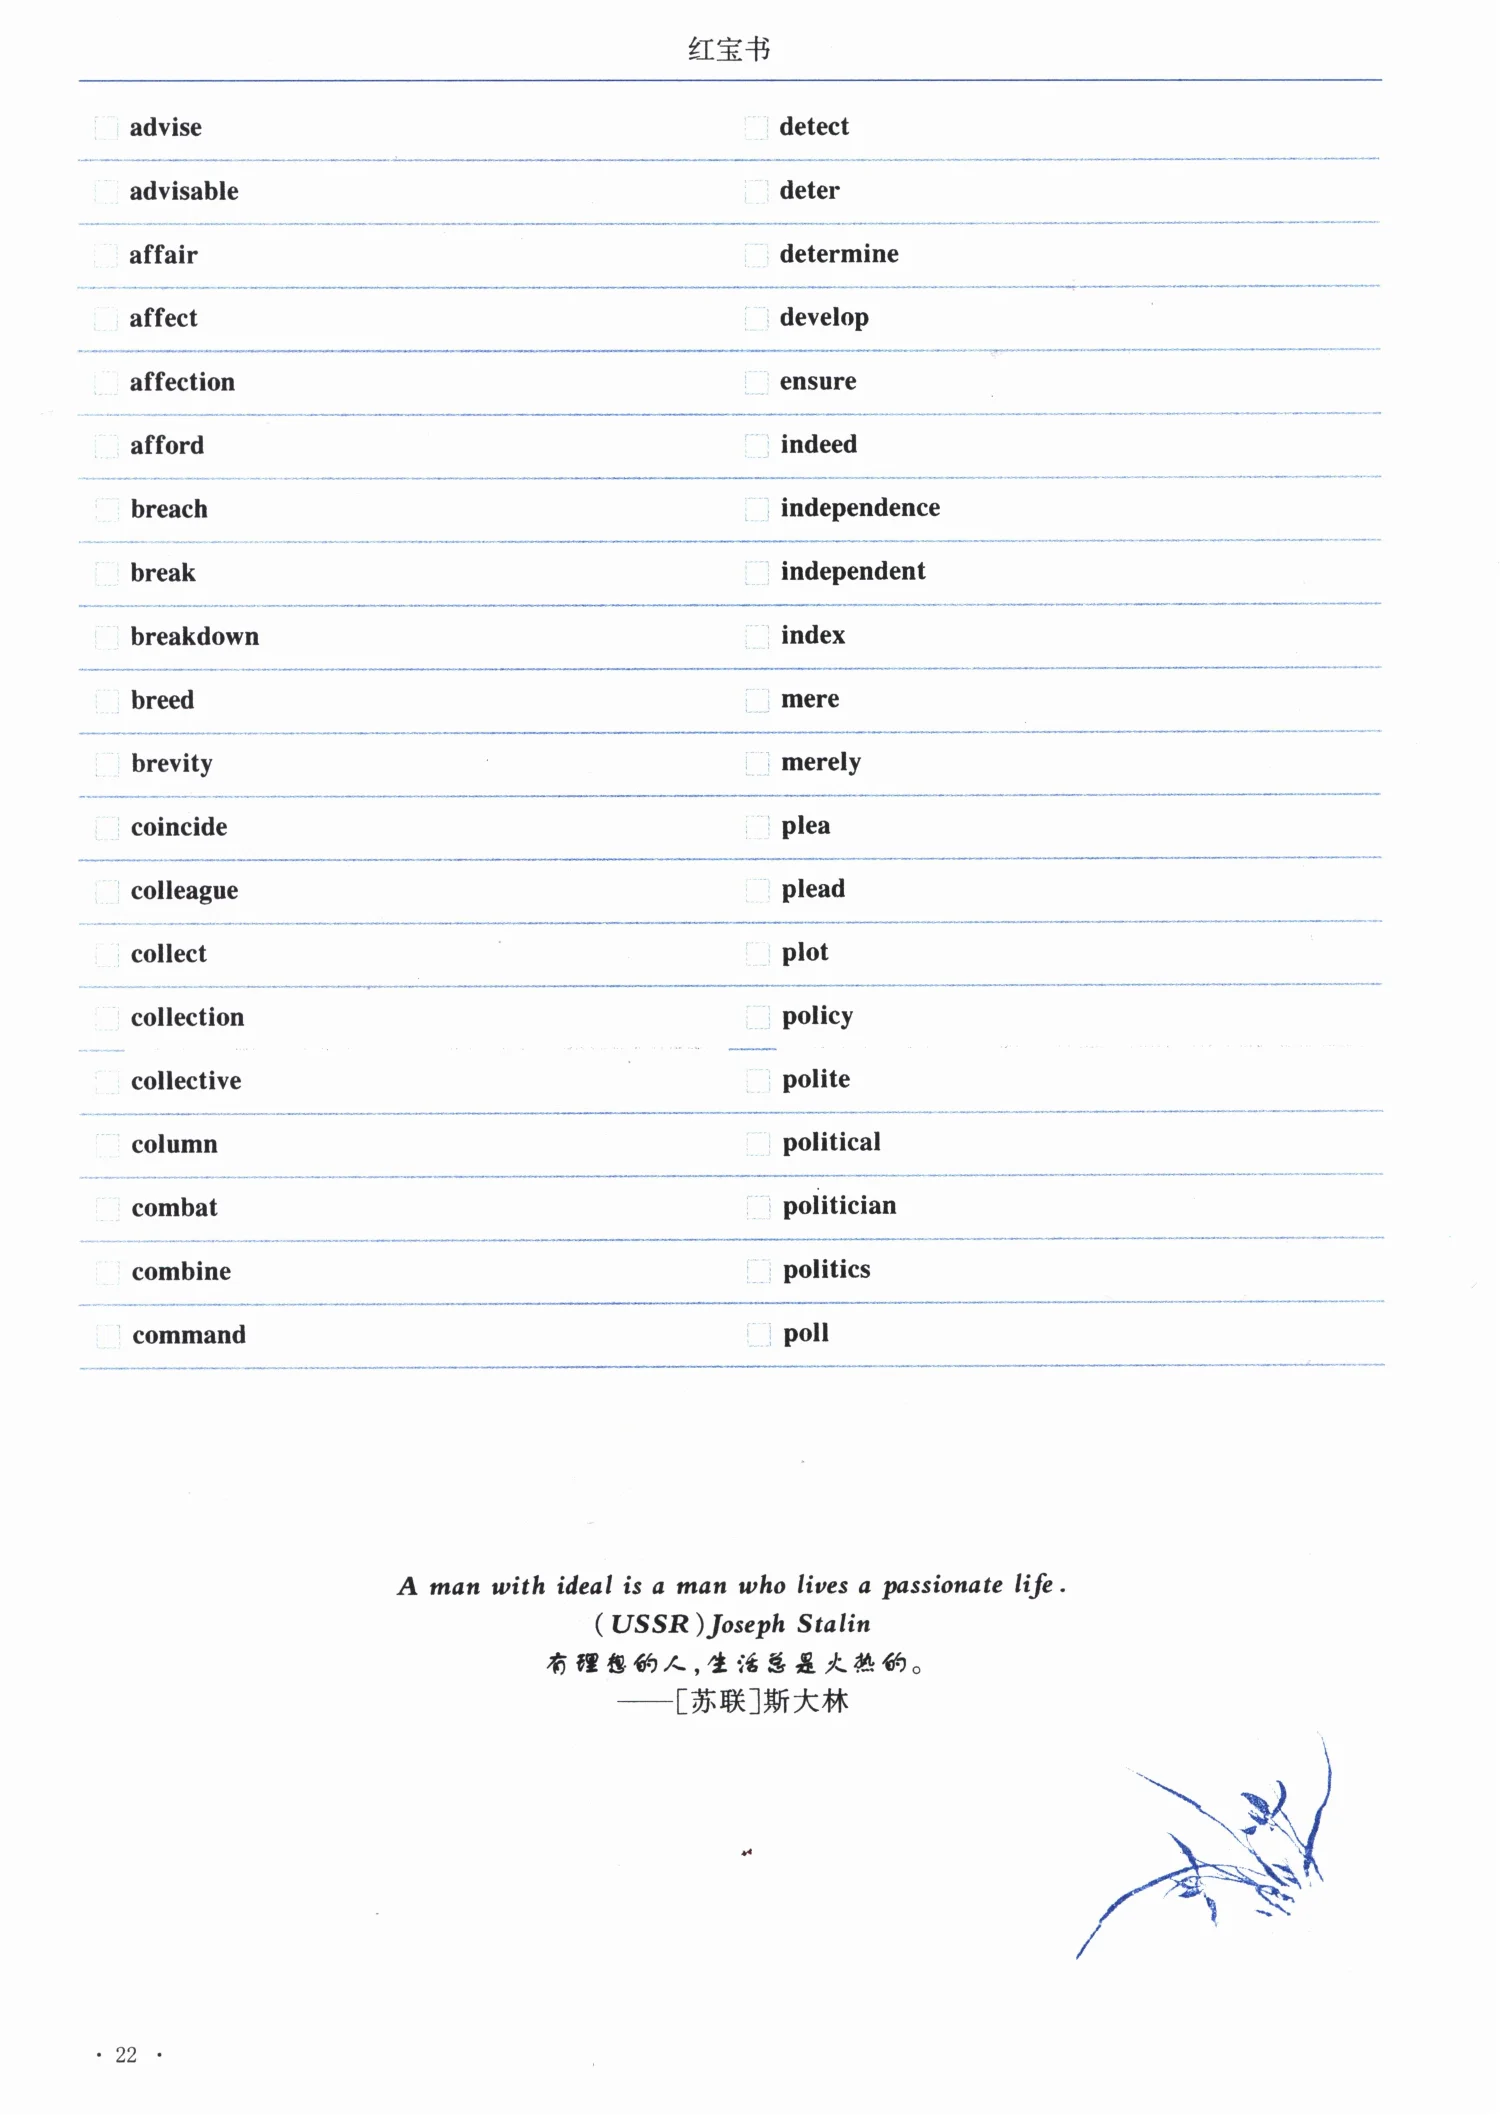 红宝书
advise
advisable
affair
affect
affection
afford
breach
break
breakdown
breed
brevity
coincide
colleague
collect
collection
collective
column
combat
combine
command
detect
deter
determine
develop
ensure
indeed
independence
independent
index
mere
merely
plea
plead
plot
policy
polite
political
politician
politics
poll
A man with ideal is a man who lives a passionate life.
(USSR)Joseph Stalin
有理想的人,生活总是火热的。
——[苏联]斯大林
· 22 ·